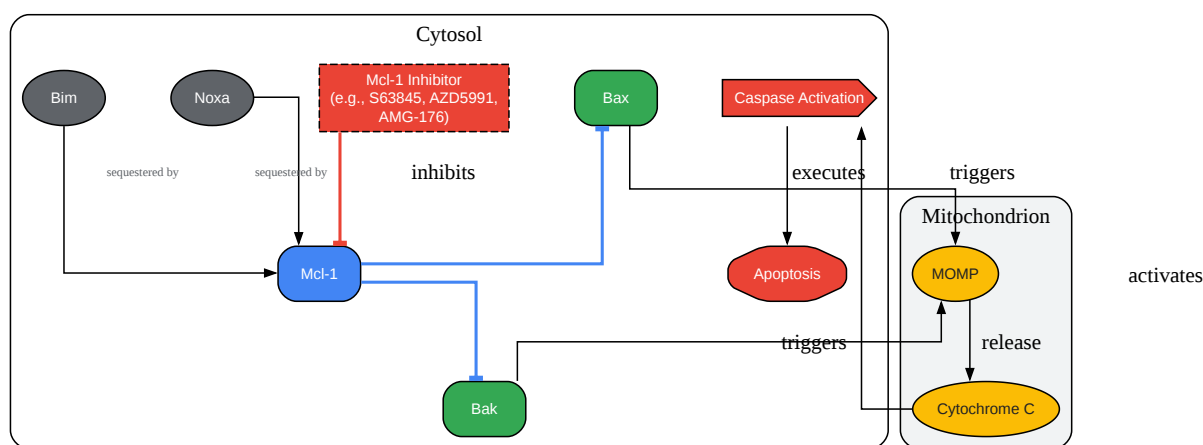 Cytosol
Bim
Noxa
Mcl-1 Inhibitor
(e.g., S63845, AZD5991,
AMG-176)
Bax
Caspase Activation
sequestered by
sequestered by
inhibits
executes
triggers
Mitochondrion
Mcl-1
Apoptosis
MOMP
activates
triggers
release
Bak
Cytochrome C